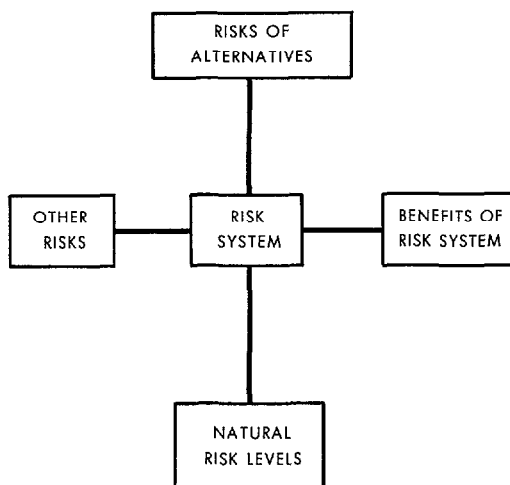 RISKS OF
ALTERNATIVES
OTHER
RISKS
RISK
SYSTEM
BENEFITS OF
RISK SYSTEM
NATURAL
RISK LEVELS